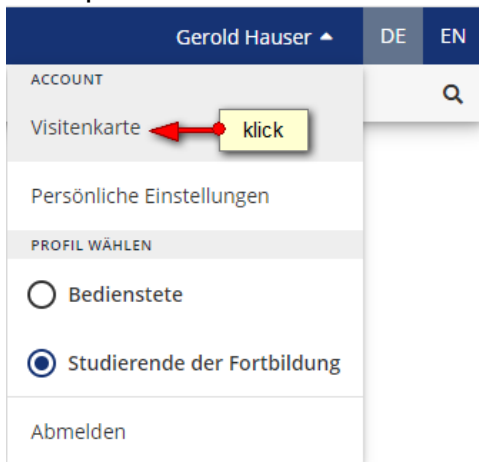 Gerold Hauser DE EN
ACCOUNT
Visitenkarte klick
Persönliche Einstellungen
PROFIL WÄHLEN
Bedienstete
Studierende der Fortbildung
Abmelden